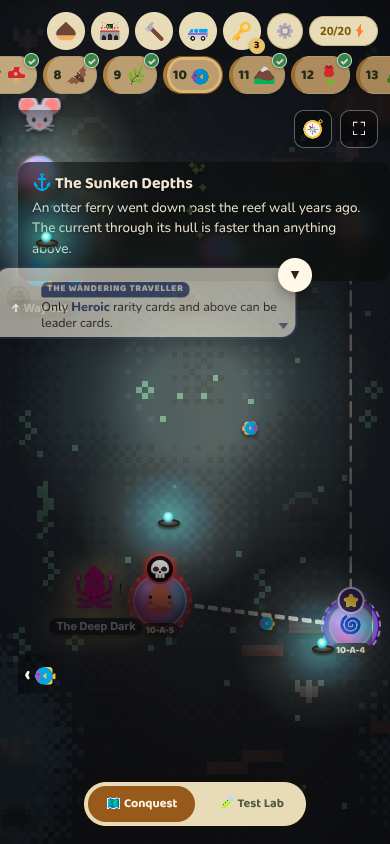 20/20
3
8
9
10
11
12
13
The Sunken Depths
An otter ferry went down past the reef wall years ago.
The current through its hull is faster than anything
above.
THE WANDERING TRAVELLER
Only Heroic rarity cards and above can be
leader cards.
The Deep Dark
10-A-5
10-A-4
Conquest
Test Lab